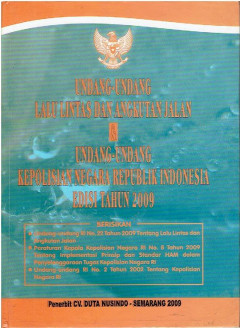 UNDANG-UNDANG
LALU LINTAS DAN ANGKUTAN JALAN
&
UNDANG-UNDANG
KEPOLISIAN NEGARA REPUBLIK INDONESIA
EDISI TAHUN 2009
BERISIKAN :
Undang-undang RI No. 22 Tahun 2009 Tentang Lalu Lintas dan
Angkutan Jalan
Peraturan Kepala Kepolisian Negara RI No. 8 Tahun 2009
Tentang Implementasi Prinsip dan Standar HAM dalam
Penyelenggaraan Tugas Kepolisian Negara RI
Undang-undang RI No. 2 Tahun 2002 Tentang Kepolisian
Negara RI
Penerbit CV. DUTA NUSINDO - SEMARANG 2009